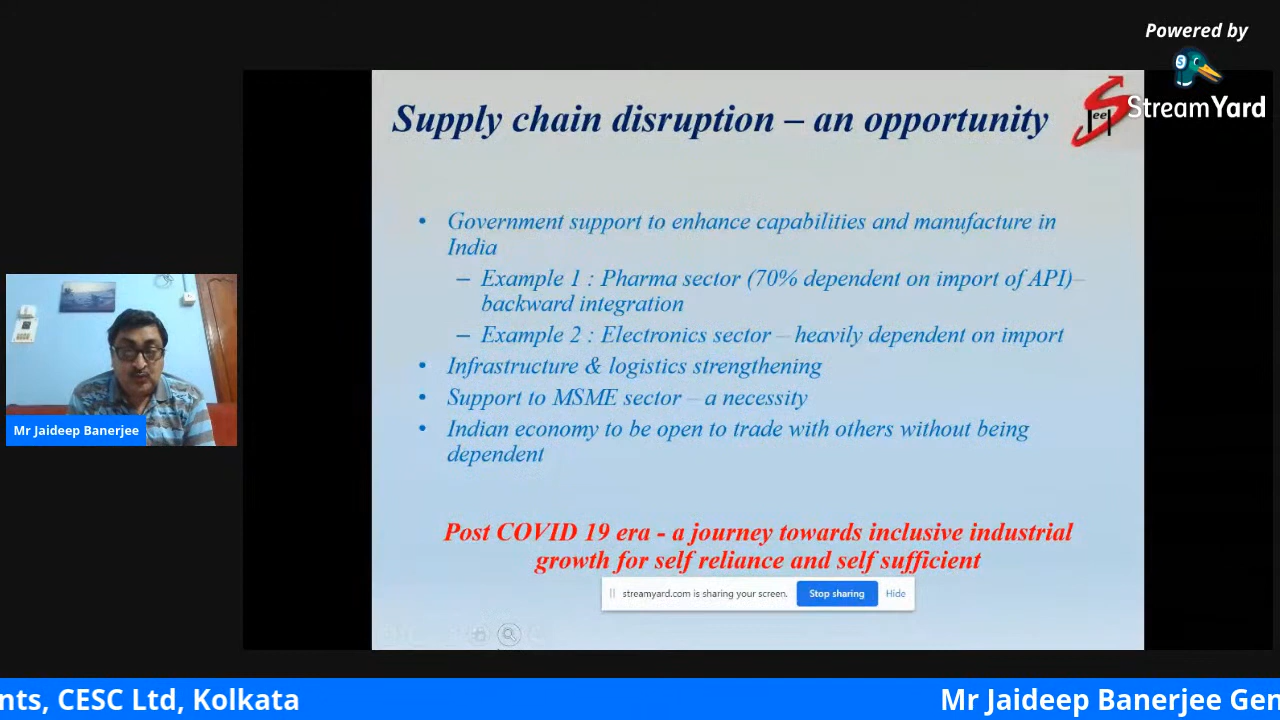 Powered by
StreamYard
Supply chain disruption – an opportunity
• Government support to enhance capabilities and manufacture in
India
– Example 1 : Pharma sector (70% dependent on import of API)–
backward integration
– Example 2 : Electronics sector – heavily dependent on import
• Infrastructure & logistics strengthening
• Support to MSME sector – a necessity
• Indian economy to be open to trade with others without being
dependent
Post COVID 19 era - a journey towards inclusive industrial
growth for self reliance and self sufficient
streamyard.com is sharing your screen. Stop sharing Hide
Mr Jaideep Banerjee
nts, CESC Ltd, Kolkata Mr Jaideep Banerjee Gen